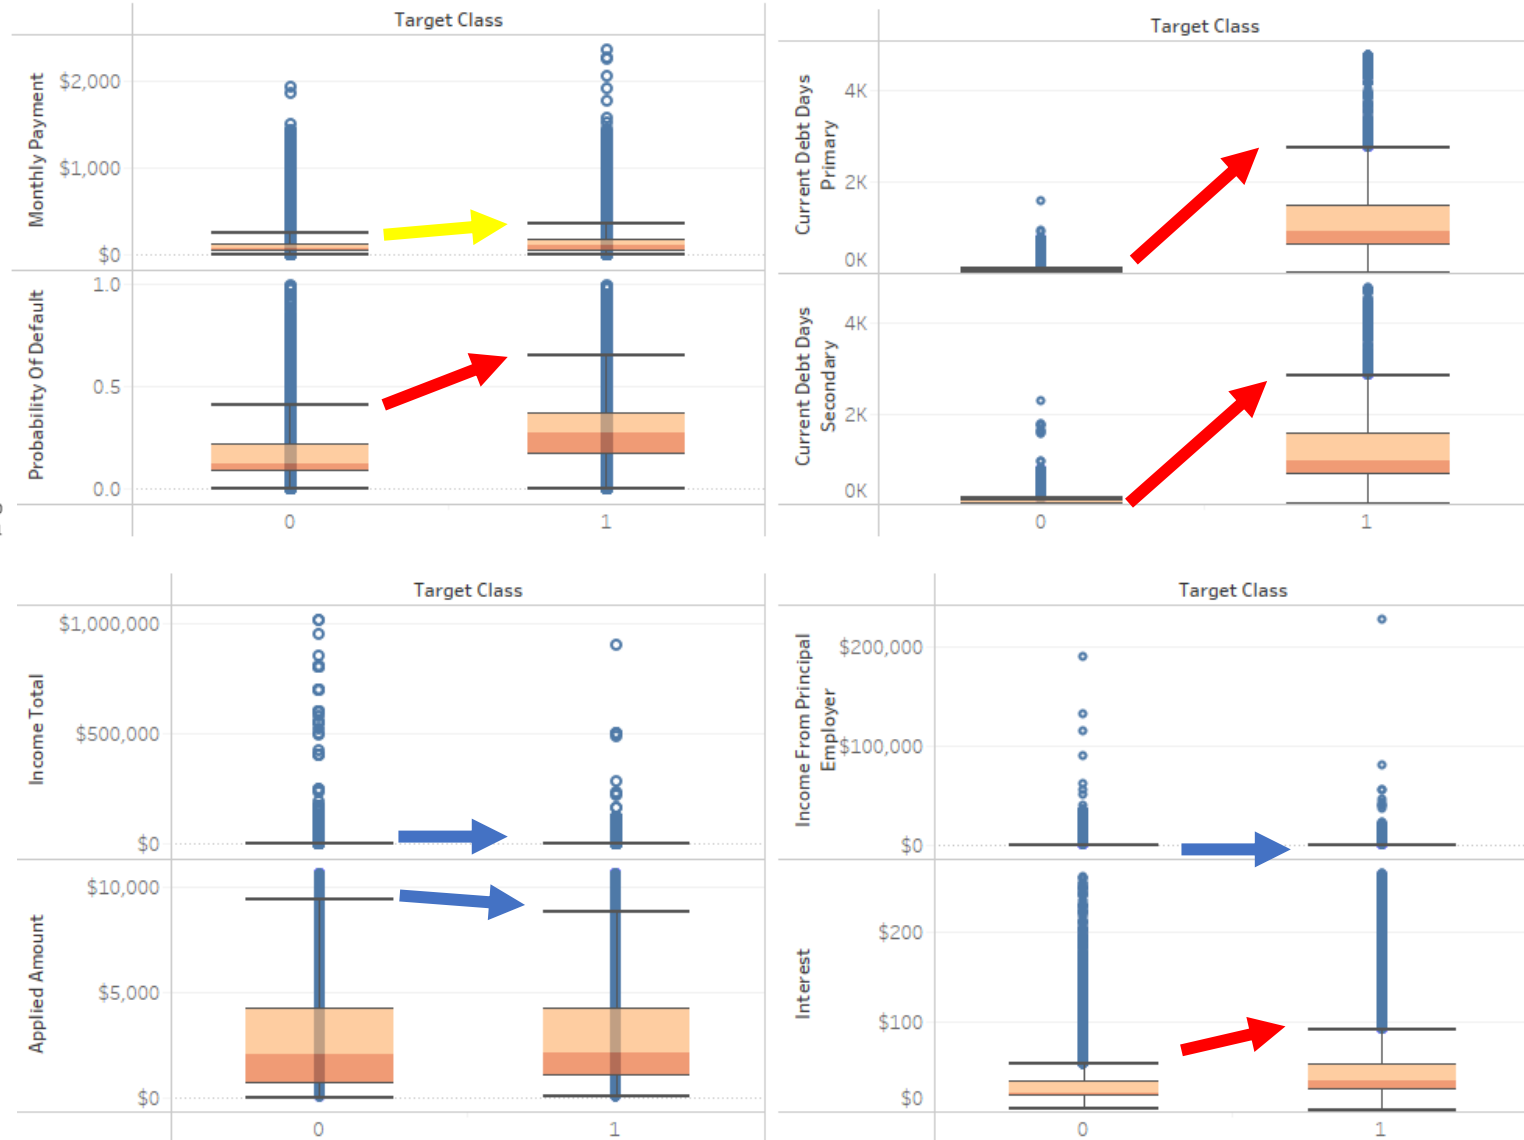 Target Class
Monthly Payment
$2,000
$1,000
$0
Probability Of Default
1.0
0.5
0.0
0
1
Target Class
Current Debt Days
Primary
4K
2K
0K
Current Debt Days
Secondary
4K
2K
0K
0
1
Target Class
Income Total
$1,000,000
$500,000
$0
Applied Amount
$10,000
$5,000
$0
0
1
Target Class
Income From Principal
Employer
$200,000
$100,000
$0
Interest
$200
$100
$0
0
1